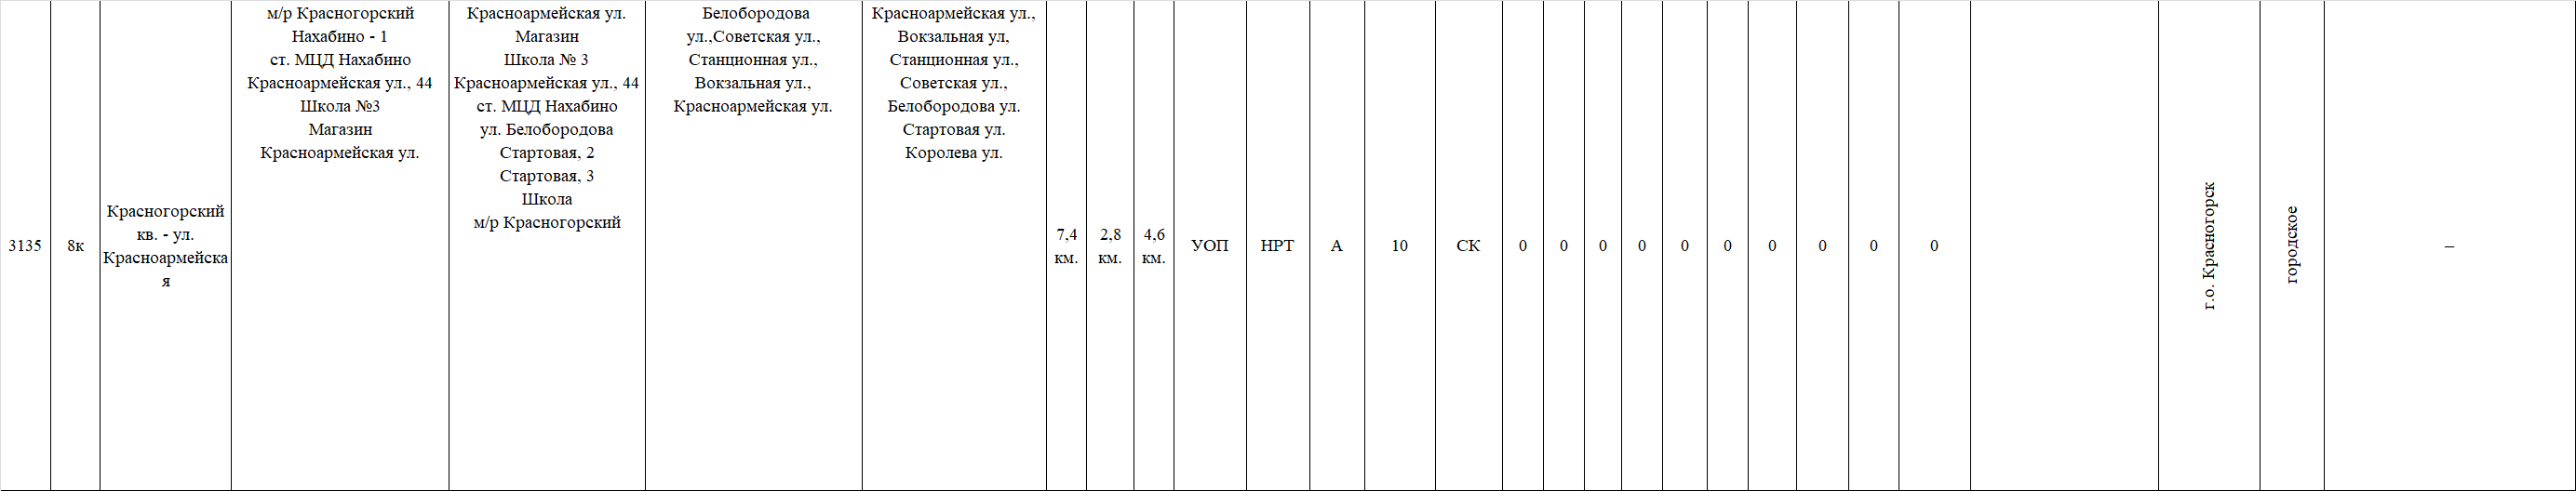 3135
8к
Красногорский
кв. - ул.
Красноармейска
я
м/р Красногорский
Нахабино - 1
ст. МЦД Нахабино
Красноармейская ул., 44
Школа №3
Магазин
Красноармейская ул.
Красноармейская ул.
Магазин
Школа № 3
Красноармейская ул., 44
ст. МЦД Нахабино
ул. Белобородова
Стартовая, 2
Стартовая, 3
Школа
м/р Красногорский
Белобородова
ул.,Советская ул.,
Станционная ул.,
Вокзальная ул.,
Красноармейская ул.
Красноармейская ул.,
Вокзальная ул,
Станционная ул.,
Советская ул.,
Белобородова ул.
Стартовая ул.
Королева ул.
7,4
км.
2,8
км.
4,6
км.
УОП
НРТ
А
10
СК
0
0
0
0
0
0
0
0
0
0
г.о. Красногорск
городское
–